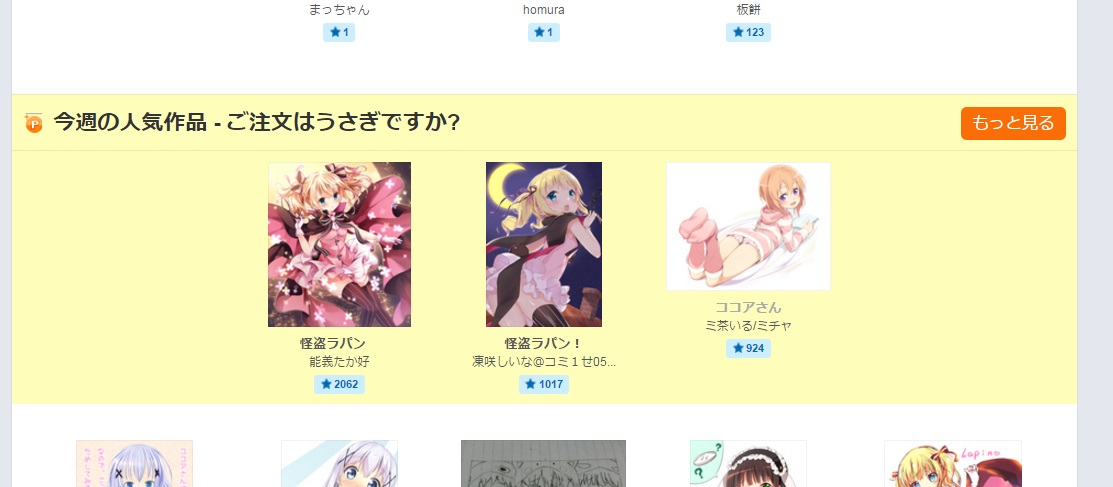 まっちゃん
homura
板餅
★1
★1
★123
P 今週の人気作品 - ご注文はうさぎですか?
もっと見る
怪盗ラパン
能義たか好
★2062
怪盗ラパン！
凍咲しいな@コミ１せ05...
★1017
ココアさん
ミ茶いる/ミチャ
★924
? ?
Lapino